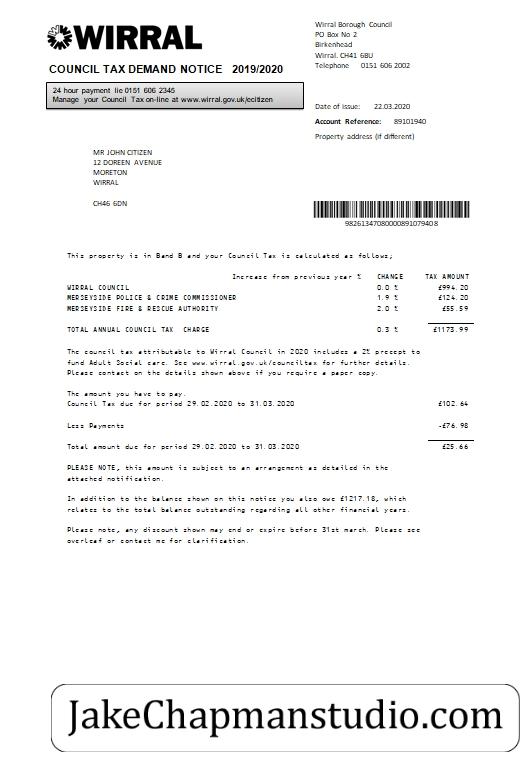 WIRRAL
COUNCIL TAX DEMAND NOTICE 2019/2020
24 hour payment lie 0151 606 2345
Manage your Council Tax on-line at www.wirral.gov.uk/ecitizen
Wirral Borough Council
PO Box No 2
Birkenhead
Wirral. CH41 6BU
Telephone 0151 606 2002
Date of issue: 22.03.2020
Account Reference: 89101940
Property address (if different)
MR JOHN CITIZEN
12 DOREEN AVENUE
MORETON
WIRRAL
CH46 6DN
98261347080000891079408
This property is in Band B and your Council Tax is calculated as follows;
Increase from previous year % CHANGE TAX AMOUNT
WIRRAL COUNCIL 0.0 % £994.20
MERSEYSIDE POLICE & CRIME COMMISSIONER 1.9 % £124.20
MERSEYSIDE FIRE & RESCUE AUTHORITY 2.0 % £55.59
TOTAL ANNUAL COUNCIL TAX CHARGE 0.3 % £1173.99
The council tax attributable to Wirral Council in 2020 includes a 2% precept to
fund Adult Social care. See www.wirral.gov.uk/counciltax for further details.
Please contact on the details shown above if you require a paper copy.
The amount you have to pay.
Council Tax due for period 29.02.2020 to 31.03.2020 £102.64
Less Payments -£76.98
Total amount due for period 29.02.2020 to 31.03.2020 £25.66
PLEASE NOTE, this amount is subject to an arrangement as detailed in the
attached notification.
In addition to the balance shown on this notice you also owe £1217.18, which
relates to the total balance outstanding regarding all other financial years.
Please note, any discount shown may end or expire before 31st march. Please see
overleaf or contact me for clarification.
JakeChapmanstudio.com